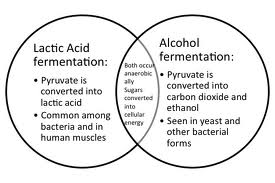 Lactic Acid
fermentation:
• Pyruvate is
converted into
lactic acid
• Common among
bacteria and in
human muscles
Both occur
anaerobic
ally
Sugars
converted
into
cellular
energy
Alcohol
fermentation:
• Pyruvate is
converted into
carbon dioxide and
ethanol
• Seen in yeast and
other bacterial
forms